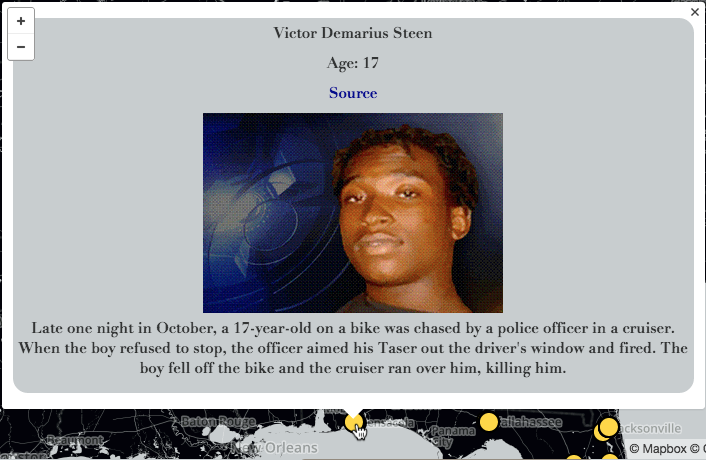 +
−
×
Victor Demarius Steen
Age: 17
Source
Late one night in October, a 17-year-old on a bike was chased by a police officer in a cruiser.
When the boy refused to stop, the officer aimed his Taser out the driver's window and fired. The
boy fell off the bike and the cruiser ran over him, killing him.
Baton Rouge
Tallahassee
Jacksonville
Panama
City
Beaumont
New Orleans
© Mapbox ©